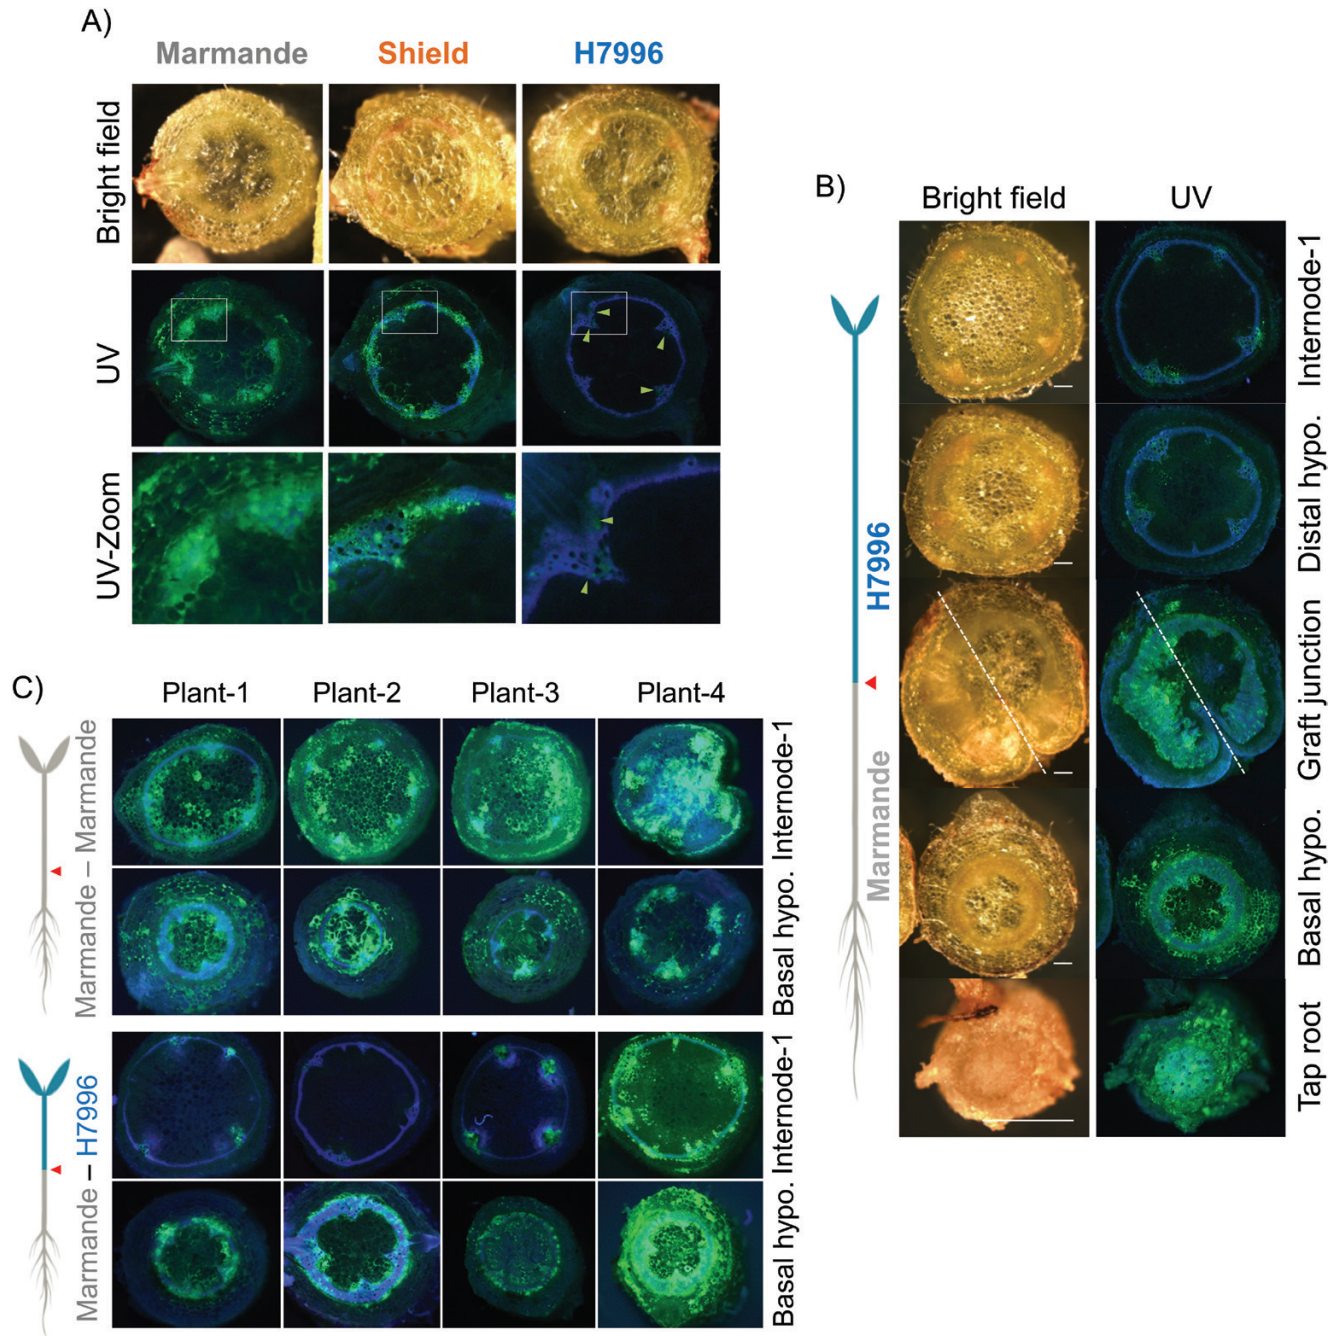 A)
Marmande
Shield
H7996
Bright field
UV
UV-Zoom
B)
Bright field
UV
Internode-1
Distal hypo.
Graft junction
Basal hypo.
Tap root
H7996
Marmande
C)
Plant-1
Plant-2
Plant-3
Plant-4
Marmande – Marmande
Internode-1
Basal hypo.
Marmande – H7996
Internode-1
Basal hypo.